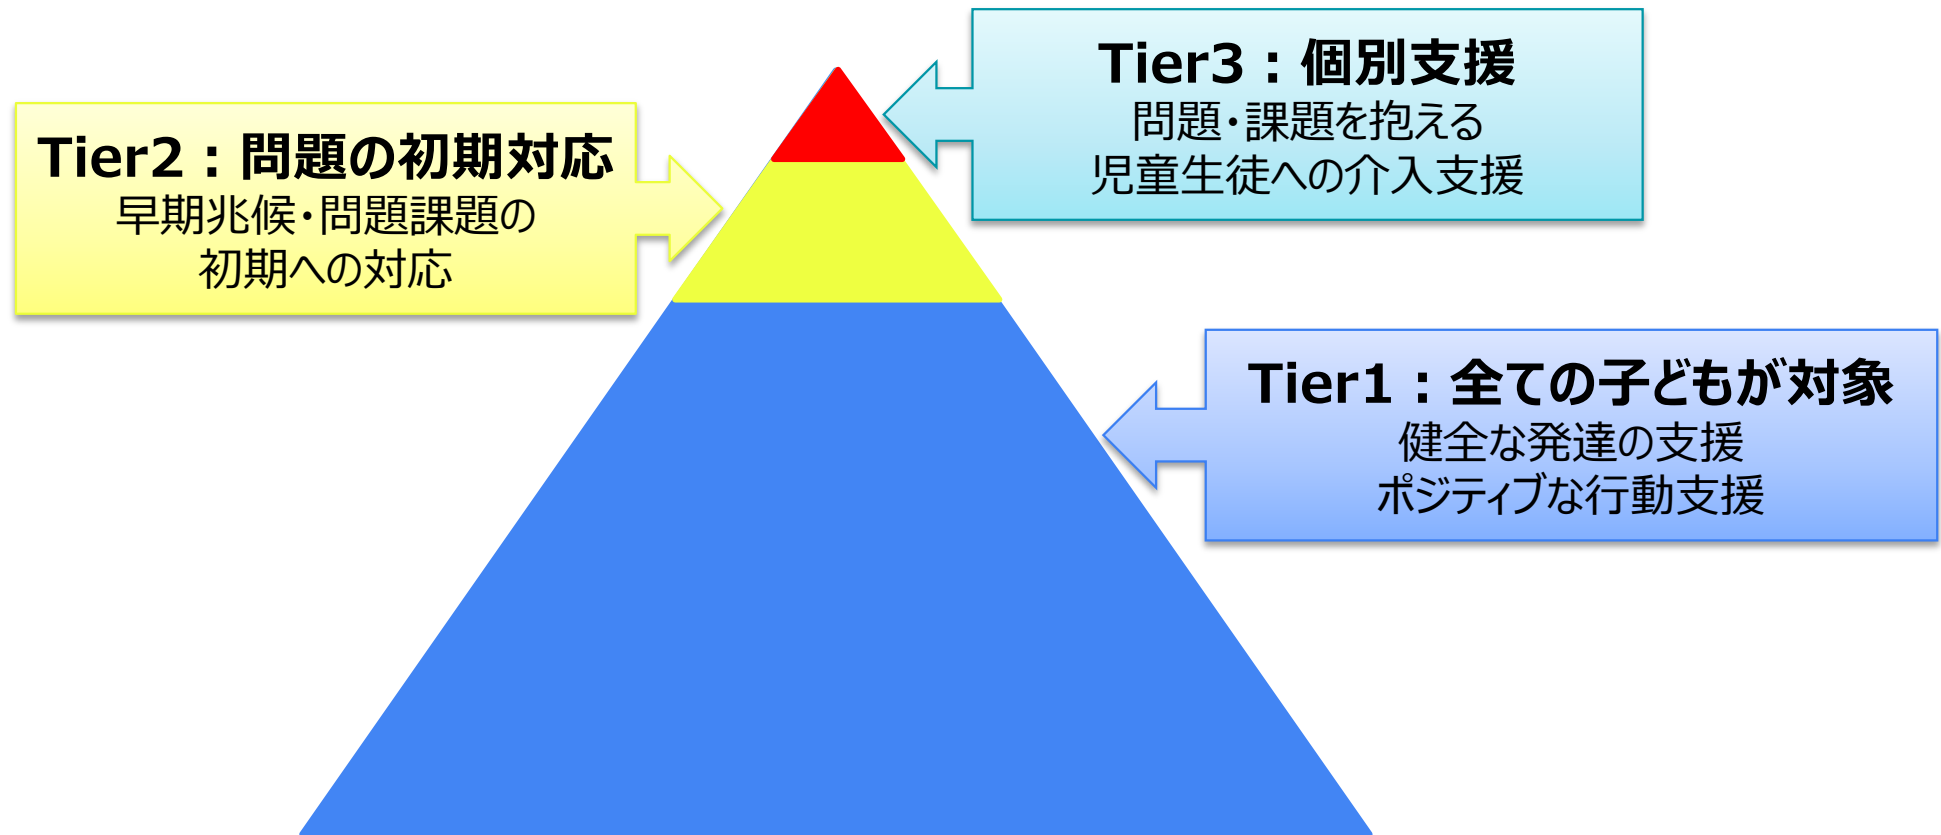 Tier3：個別支援
問題・課題を抱える
児童生徒への介入支援
Tier2：問題の初期対応
早期兆候・問題課題の
初期への対応
Tier1：全ての子どもが対象
健全な発達の支援
ポジティブな行動支援